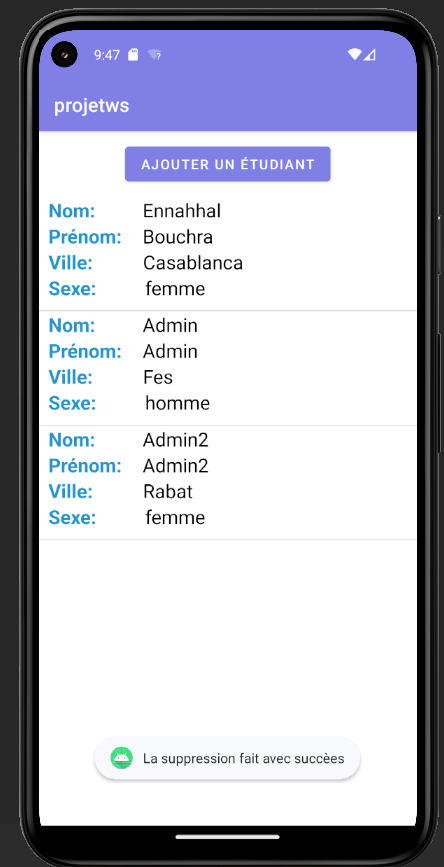 9:47
projetws
AJOUTER UN ÉTUDIANT
Nom: Ennahhal
Prénom: Bouchra
Ville: Casablanca
Sexe: femme
Nom: Admin
Prénom: Admin
Ville: Fes
Sexe: homme
Nom: Admin2
Prénom: Admin2
Ville: Rabat
Sexe: femme
La suppression fait avec succèes